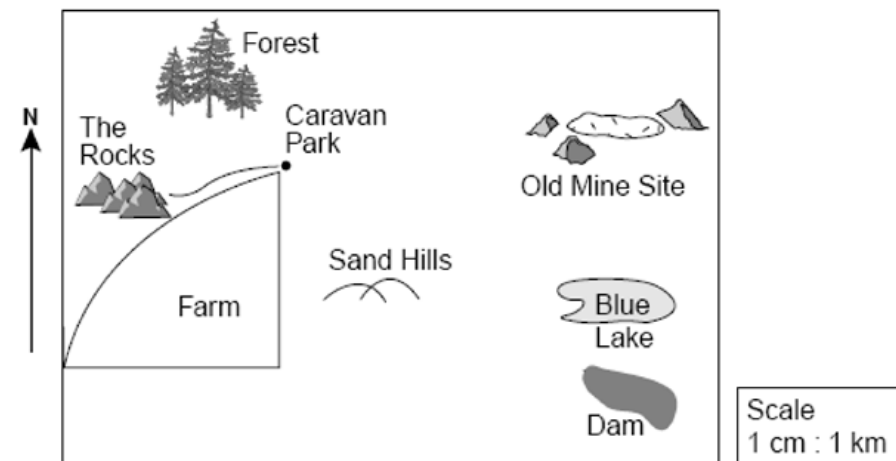 Forest
N
Caravan
Park
The
Rocks
Old Mine Site
Sand Hills
Farm
Blue
Lake
Dam
Scale
1 cm : 1 km